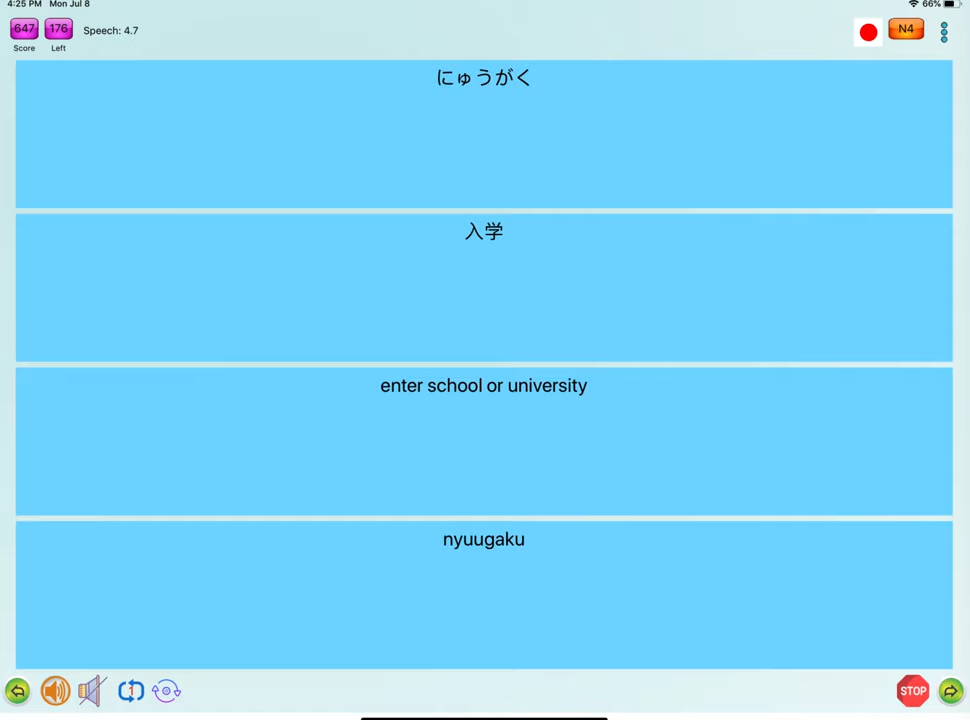 4:25 PM Mon Jul 8
66%
647
176
Speech: 4.7
N4
Score
Left
にゅうがく
入学
enter school or university
nyuugaku
1
STOP